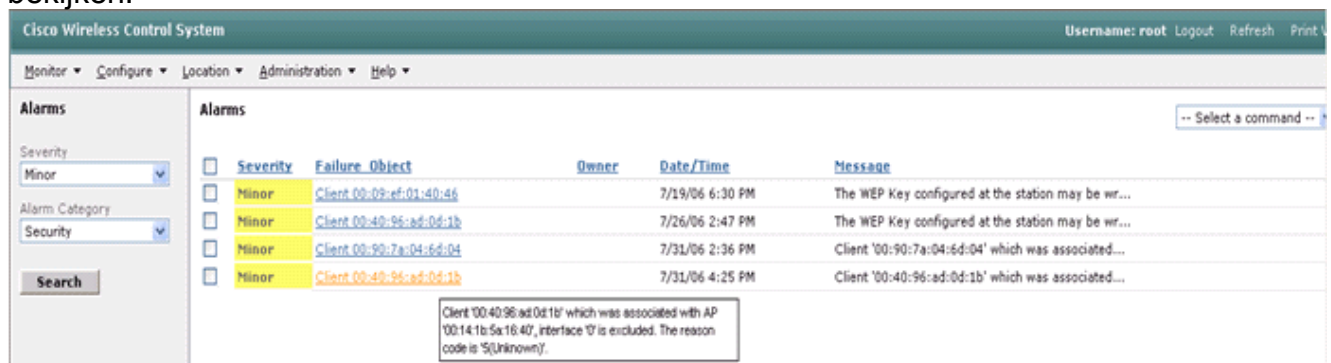 bekijken.
Cisco Wireless Control System
Username: root Logout Refresh Print
Monitor Configure Location Administration Help
Alarms
Severity
Minor
Alarm Category
Security
Search
Alarms
-- Select a command --
Severity Failure Object Owner Date/Time Message
Minor Client 00:09:ef:01:40:46 7/19/06 6:30 PM The WEP Key configured at the station may be wr...
Minor Client 00:40:96:ad:0d:1b 7/26/06 2:47 PM The WEP Key configured at the station may be wr...
Minor Client 00:90:7a:04:6d:04 7/31/06 2:36 PM Client '00:90:7a:04:6d:04' which was associated....
Minor Client 00:40:96:ad:0d:1b 7/31/06 4:25 PM Client '00:40:96:ad:0d:1b' which was associated....
Client '00:40:96:ad:0d:1b' which was associated with AP
'00:14:1b:5a:16:40', interface '0' is excluded. The reason
code is '5(Unknown)'.